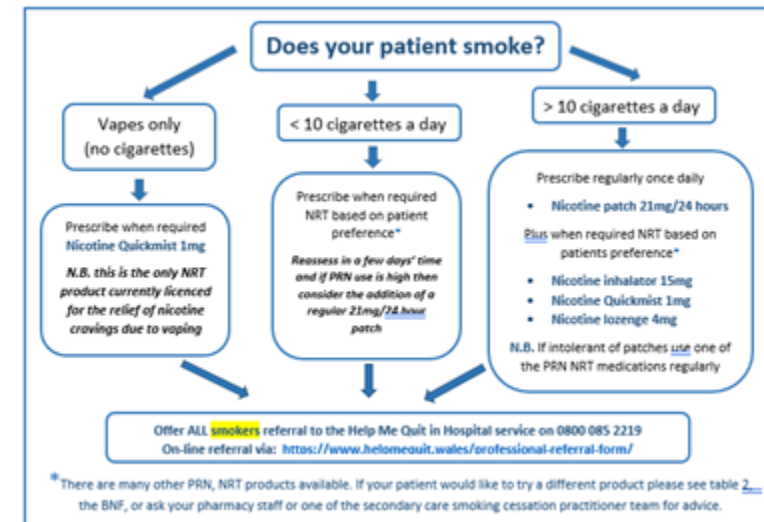 Does your patient smoke?
Vapes only
(no cigarettes)
< 10 cigarettes a day
> 10 cigarettes a day
Prescribe when required
Nicotine Quickmist 1mg
N.B. this is the only NRT
product currently licenced
for the relief of nicotine
cravings due to vaping
Prescribe when required
NRT based on patient
preference*
Reassess in a few days' time
and if PRN use is high then
consider the addition of a
regular 21mg/24 hour
patch
Prescribe regularly once daily
• Nicotine patch 21mg/24 hours
Plus when required NRT based on
patients preference*
• Nicotine inhalator 15mg
• Nicotine Quickmist 1mg
• Nicotine lozenge 4mg
N.B. If intolerant of patches use one of
the PRN NRT medications regularly
Offer ALL smokers referral to the Help Me Quit in Hospital service on 0800 085 2219
On-line referral via: https://www.helpmequit.wales/professional-referral-form/
*There are many other PRN, NRT products available. If your patient would like to try a different product please see table 2,
the BNF, or ask your pharmacy staff or one of the secondary care smoking cessation practitioner team for advice.